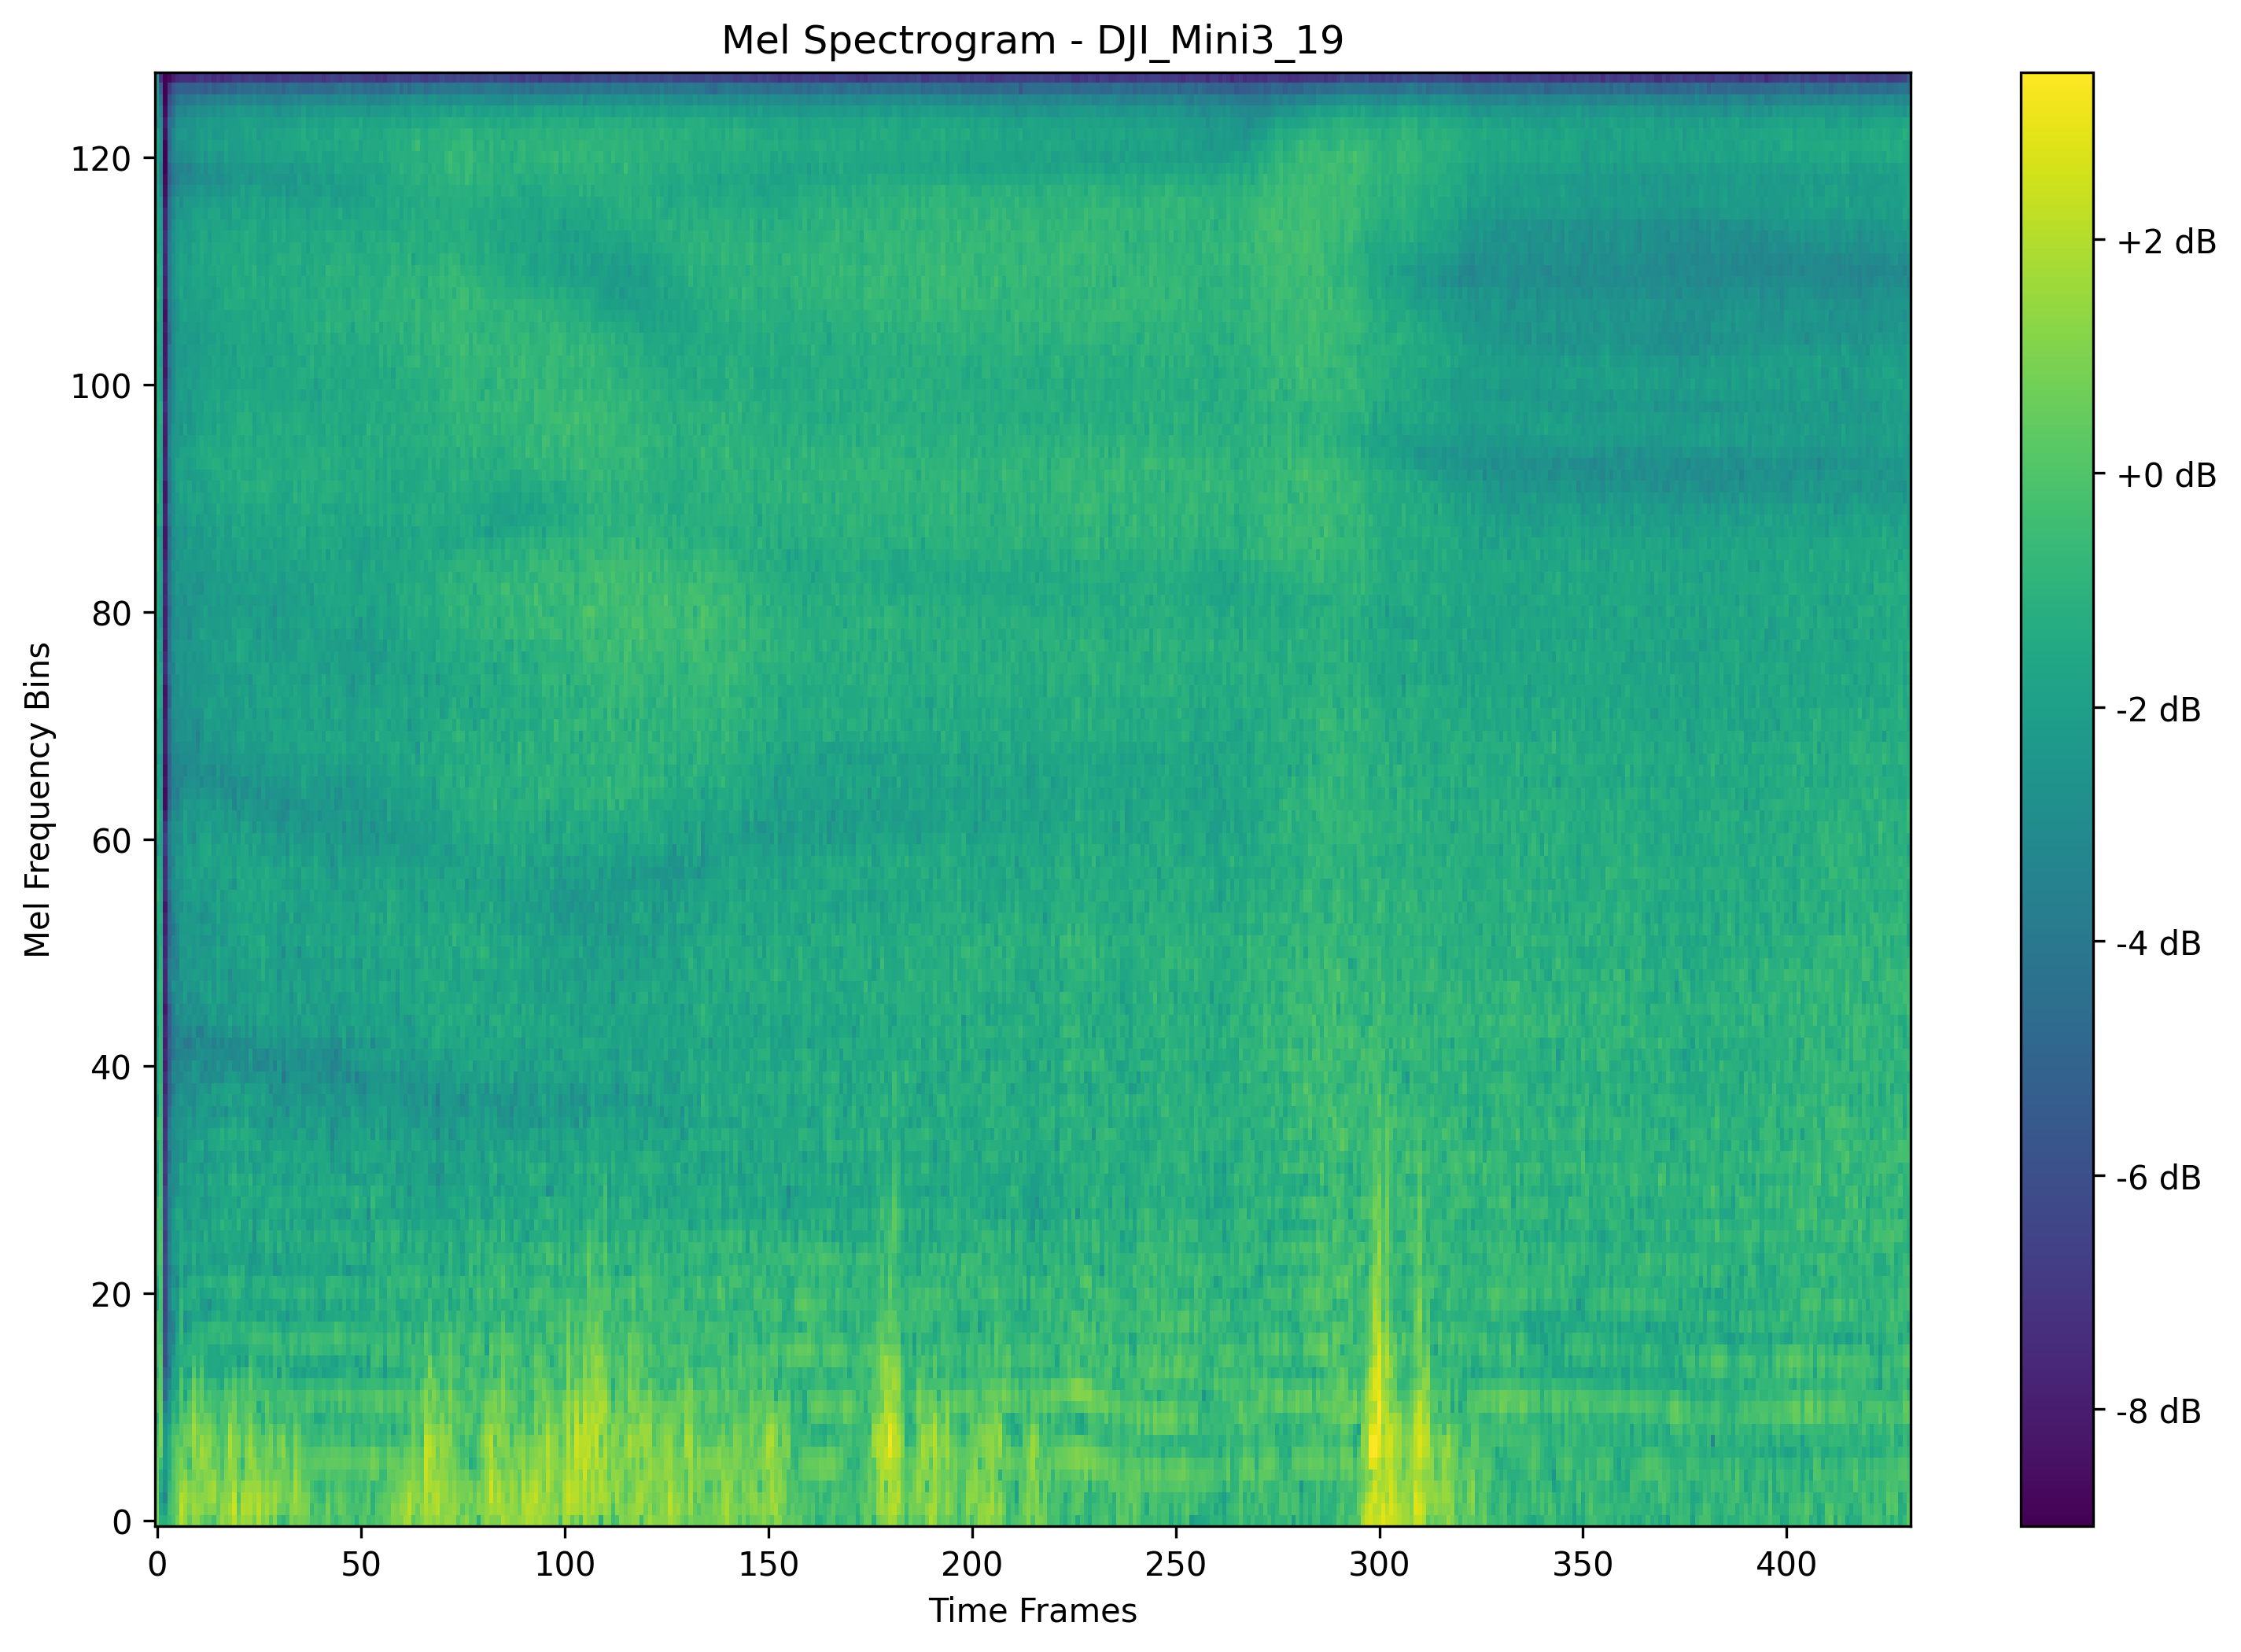 Mel Spectrogram - DJI_Mini3_19
Mel Frequency Bins
120
100
80
60
40
20
0
0 50 100 150 200 250 300 350 400
Time Frames
+2 dB
+0 dB
-2 dB
-4 dB
-6 dB
-8 dB